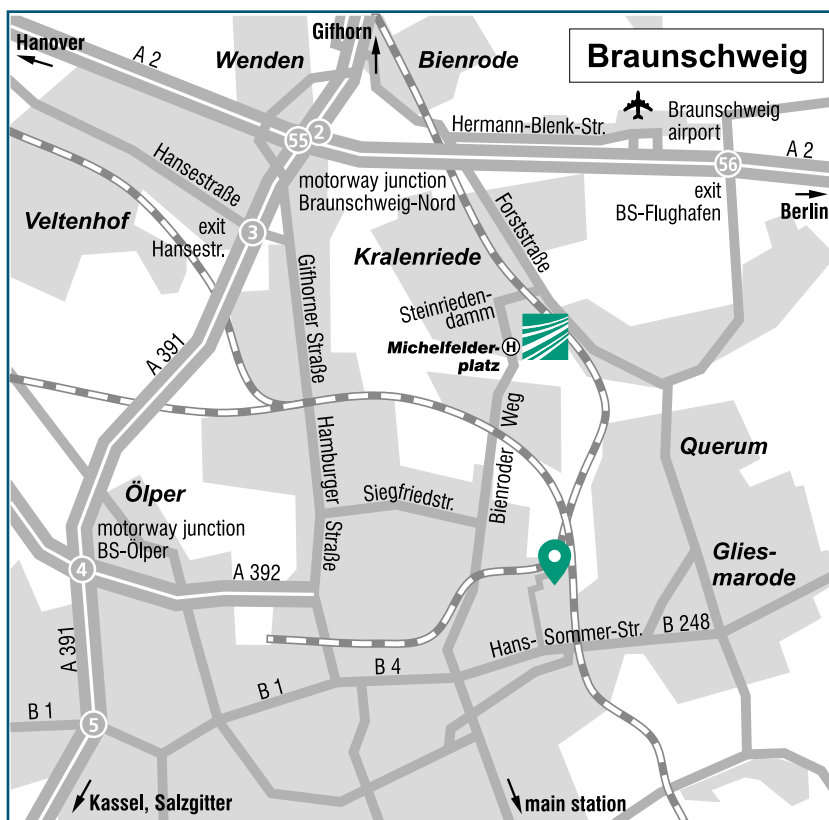 Braunschweig
Hanover
A 2
Wenden
Gifhorn
Bienrode
Hermann-Blenk-Str.
Braunschweig
airport
55
2
56
A 2
Hansestraße
motorway junction
Braunschweig-Nord
exit
BS-Flughafen
Berlin
Veltenhof
exit
Hansestr.
3
Forststraße
Kralenriede
Gifhorner Straße
Steinrieden-
damm
Michelfelder-
platz
H
A 391
Hamburger
Straße
Bienroder Weg
Siegfriedstr.
Querum
Ölper
motorway junction
BS-Ölper
4
A 392
Glies-
marode
A 391
Hans- Sommer-Str.
B 248
B 4
B 1
B 1
5
Kassel, Salzgitter
main station